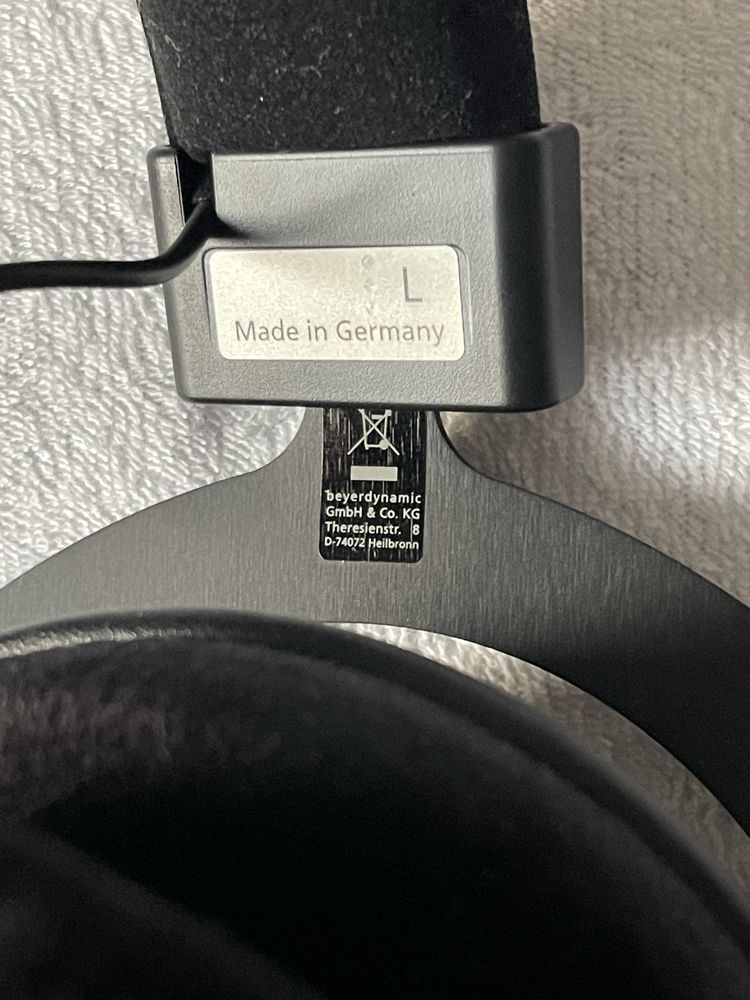 L
Made in Germany
beyerdynamic
GmbH & Co. KG
Theresienstr. 8
D-74072 Heilbronn